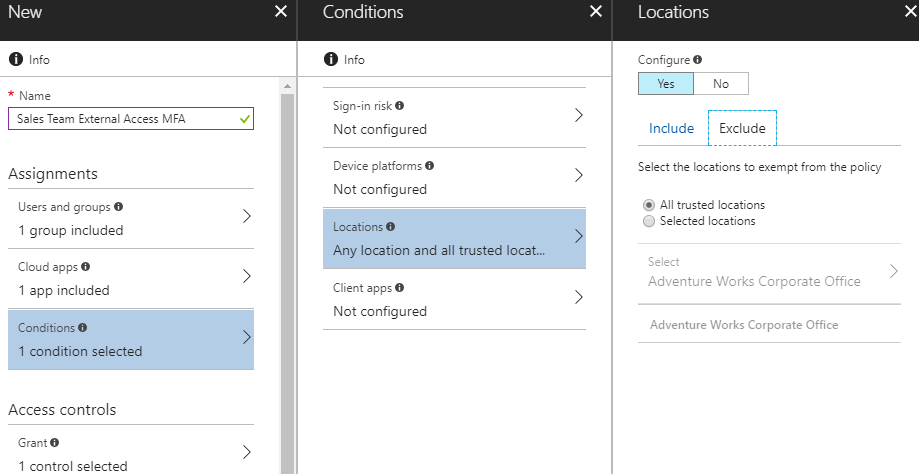 New
Info
* Name
Sales Team External Access MFA
Assignments
Users and groups
1 group included
Cloud apps
1 app included
Conditions
1 condition selected
Access controls
Grant
1 control selected
Conditions
Info
Sign-in risk
Not configured
Device platforms
Not configured
Locations
Any location and all trusted locat...
Client apps
Not configured
Locations
Configure
Yes No
Include Exclude
Select the locations to exempt from the policy
All trusted locations
Selected locations
Select
Adventure Works Corporate Office
Adventure Works Corporate Office